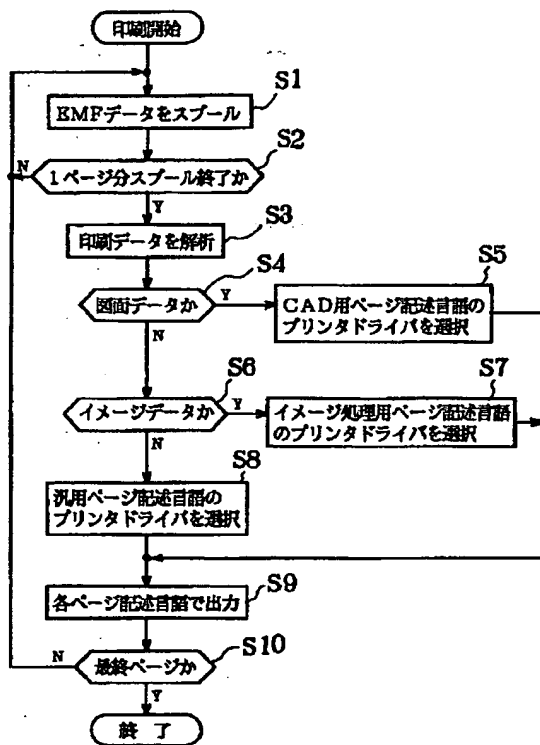 印刷開始
S1
EMFデータをスプール
S2
N
1ページ分スプール終了か
Y
S3
印刷データを解析
S4
S5
図面データか
Y
CAD用ページ記述言語の
プリンタドライバを選択
N
S6
S7
イメージデータか
Y
イメージ処理用ページ記述言語
のプリンタドライバを選択
N
S8
汎用ページ記述言語の
プリンタドライバを選択
S9
各ページ記述言語で出力
S10
N
最終ページか
Y
終了